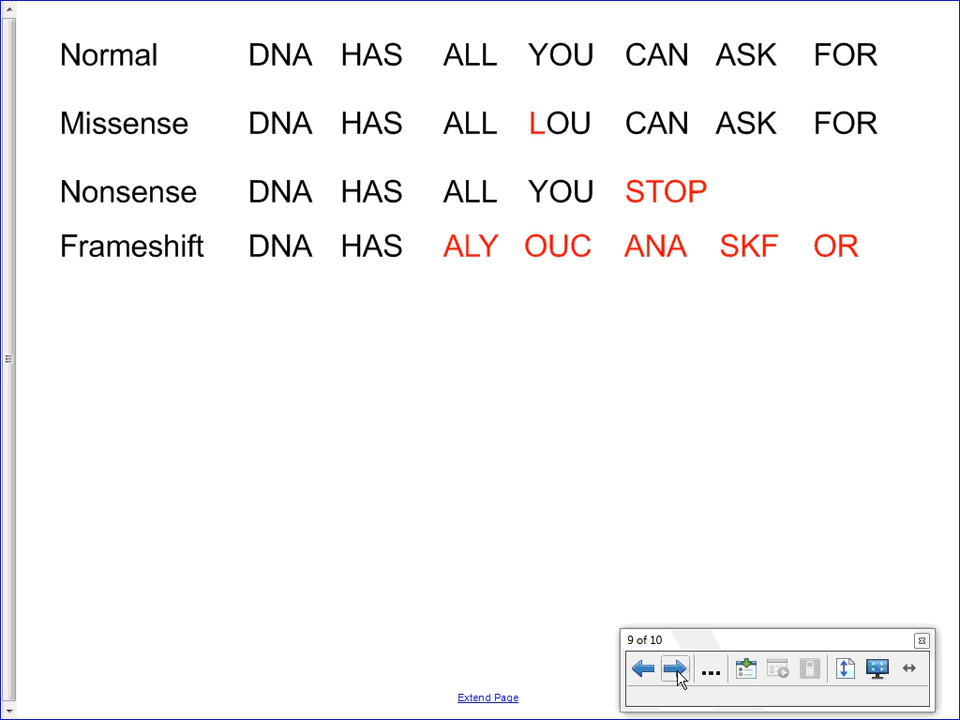 Normal DNA HAS ALL YOU CAN ASK FOR
Missense DNA HAS ALL LOU CAN ASK FOR
Nonsense DNA HAS ALL YOU STOP
Frameshift DNA HAS ALY OUC ANA SKF OR
9 of 10
Extend Page